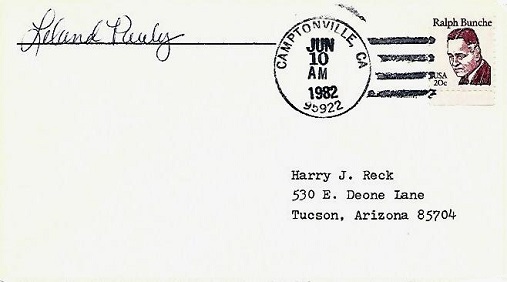 Leland Pauly
CAMPTONVILLE, CA
JUN
10
AM
1982
95922
Ralph Bunche
USA
20c
Harry J. Reck
530 E. Deone Lane
Tucson, Arizona 85704